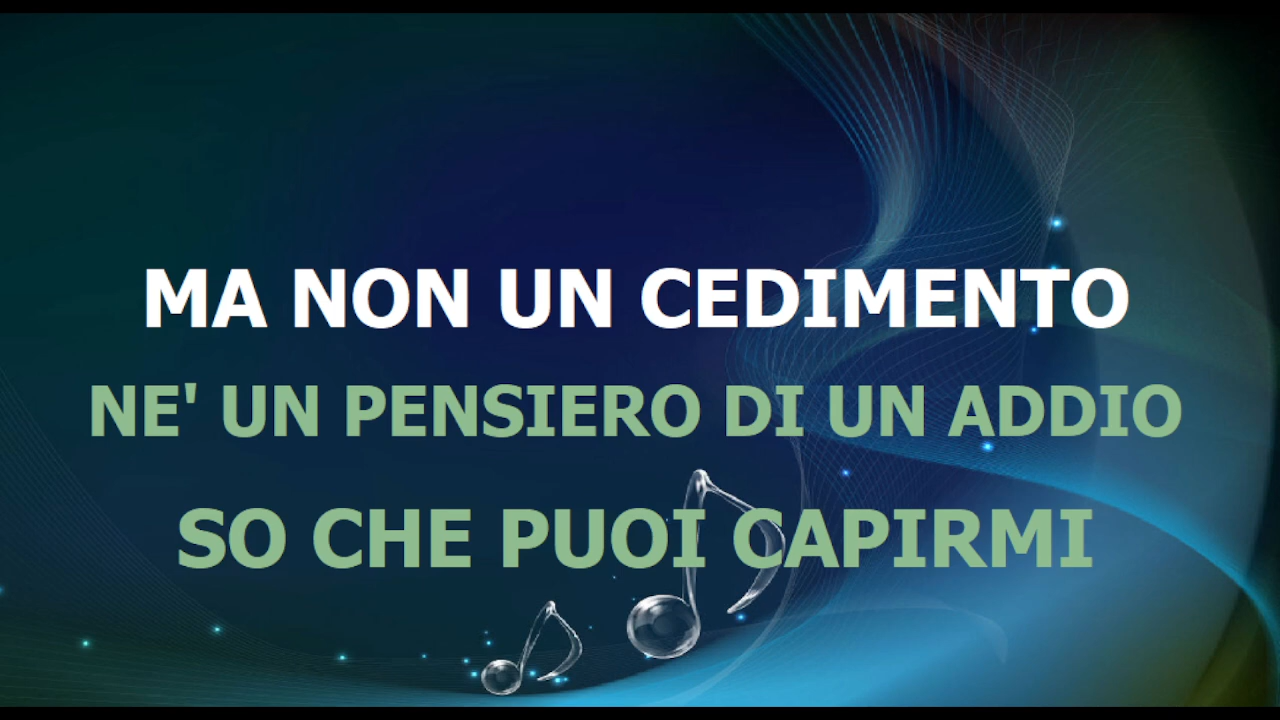 MA NON UN CEDIMENTO
NE' UN PENSIERO DI UN ADDIO
SO CHE PUOI CAPIRMI